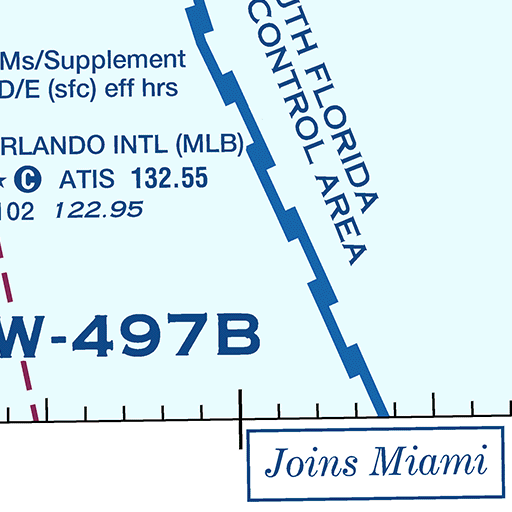 Ms/Supplement
D/E (sfc) eff hrs
RLANDO INTL (MLB)
C ATIS 132.55
102 122.95
UTH FLORIDA
CONTROL AREA
W-497B
Joins Miami